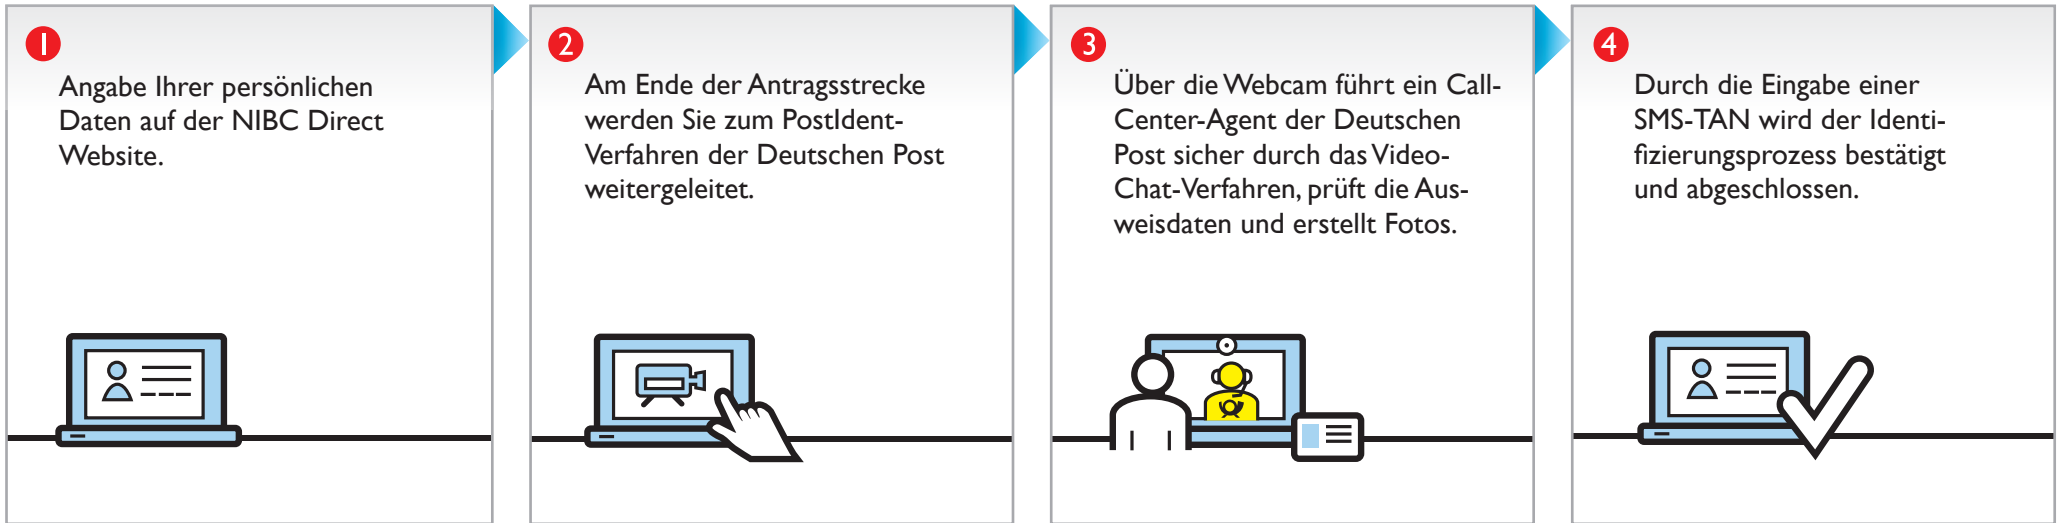 1
Angabe Ihrer persönlichen
Daten auf der NIBC Direct
Website.
2
Am Ende der Antragsstrecke
werden Sie zum PostIdent-
Verfahren der Deutschen Post
weitergeleitet.
3
Über die Webcam führt ein Call-
Center-Agent der Deutschen
Post sicher durch das Video-
Chat-Verfahren, prüft die Aus-
weisdaten und erstellt Fotos.
4
Durch die Eingabe einer
SMS-TAN wird der Identi-
fizierungsprozess bestätigt
und abgeschlossen.